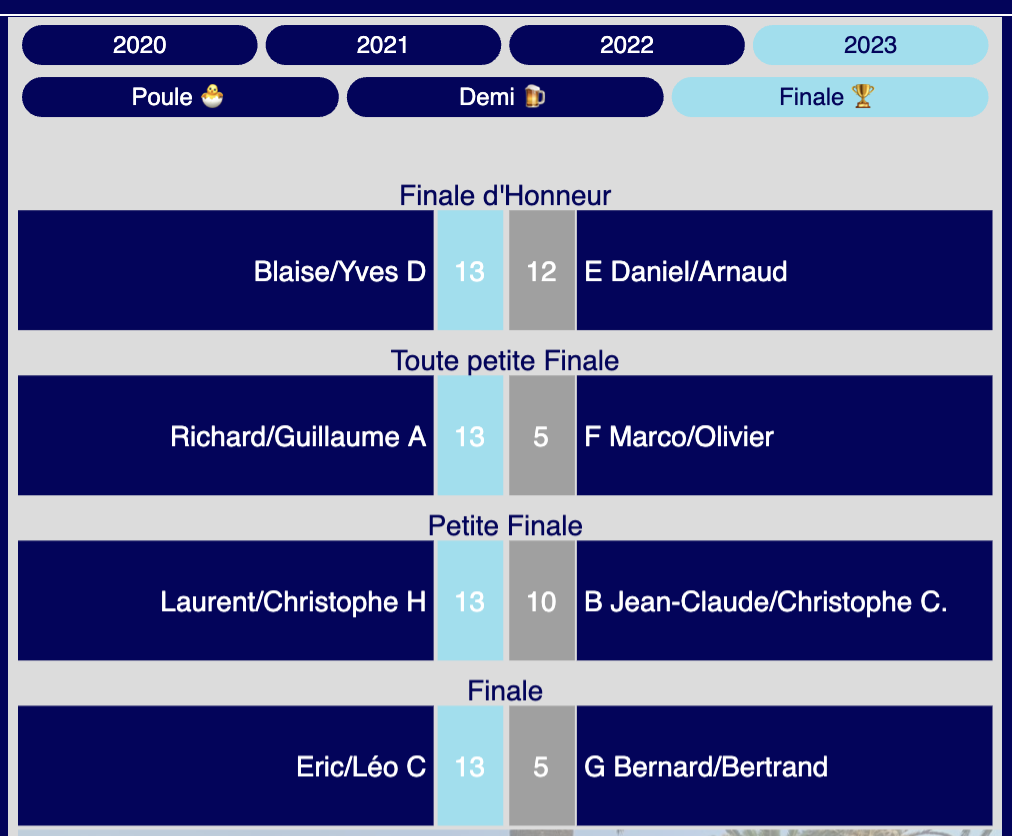 2020 2021 2022 2023
Poule 🐣 Demi 🍺 Finale 🏆
Finale d'Honneur
Blaise/Yves D 13 12 E Daniel/Arnaud
Toute petite Finale
Richard/Guillaume A 13 5 F Marco/Olivier
Petite Finale
Laurent/Christophe H 13 10 B Jean-Claude/Christophe C.
Finale
Eric/Léo C 13 5 G Bernard/Bertrand